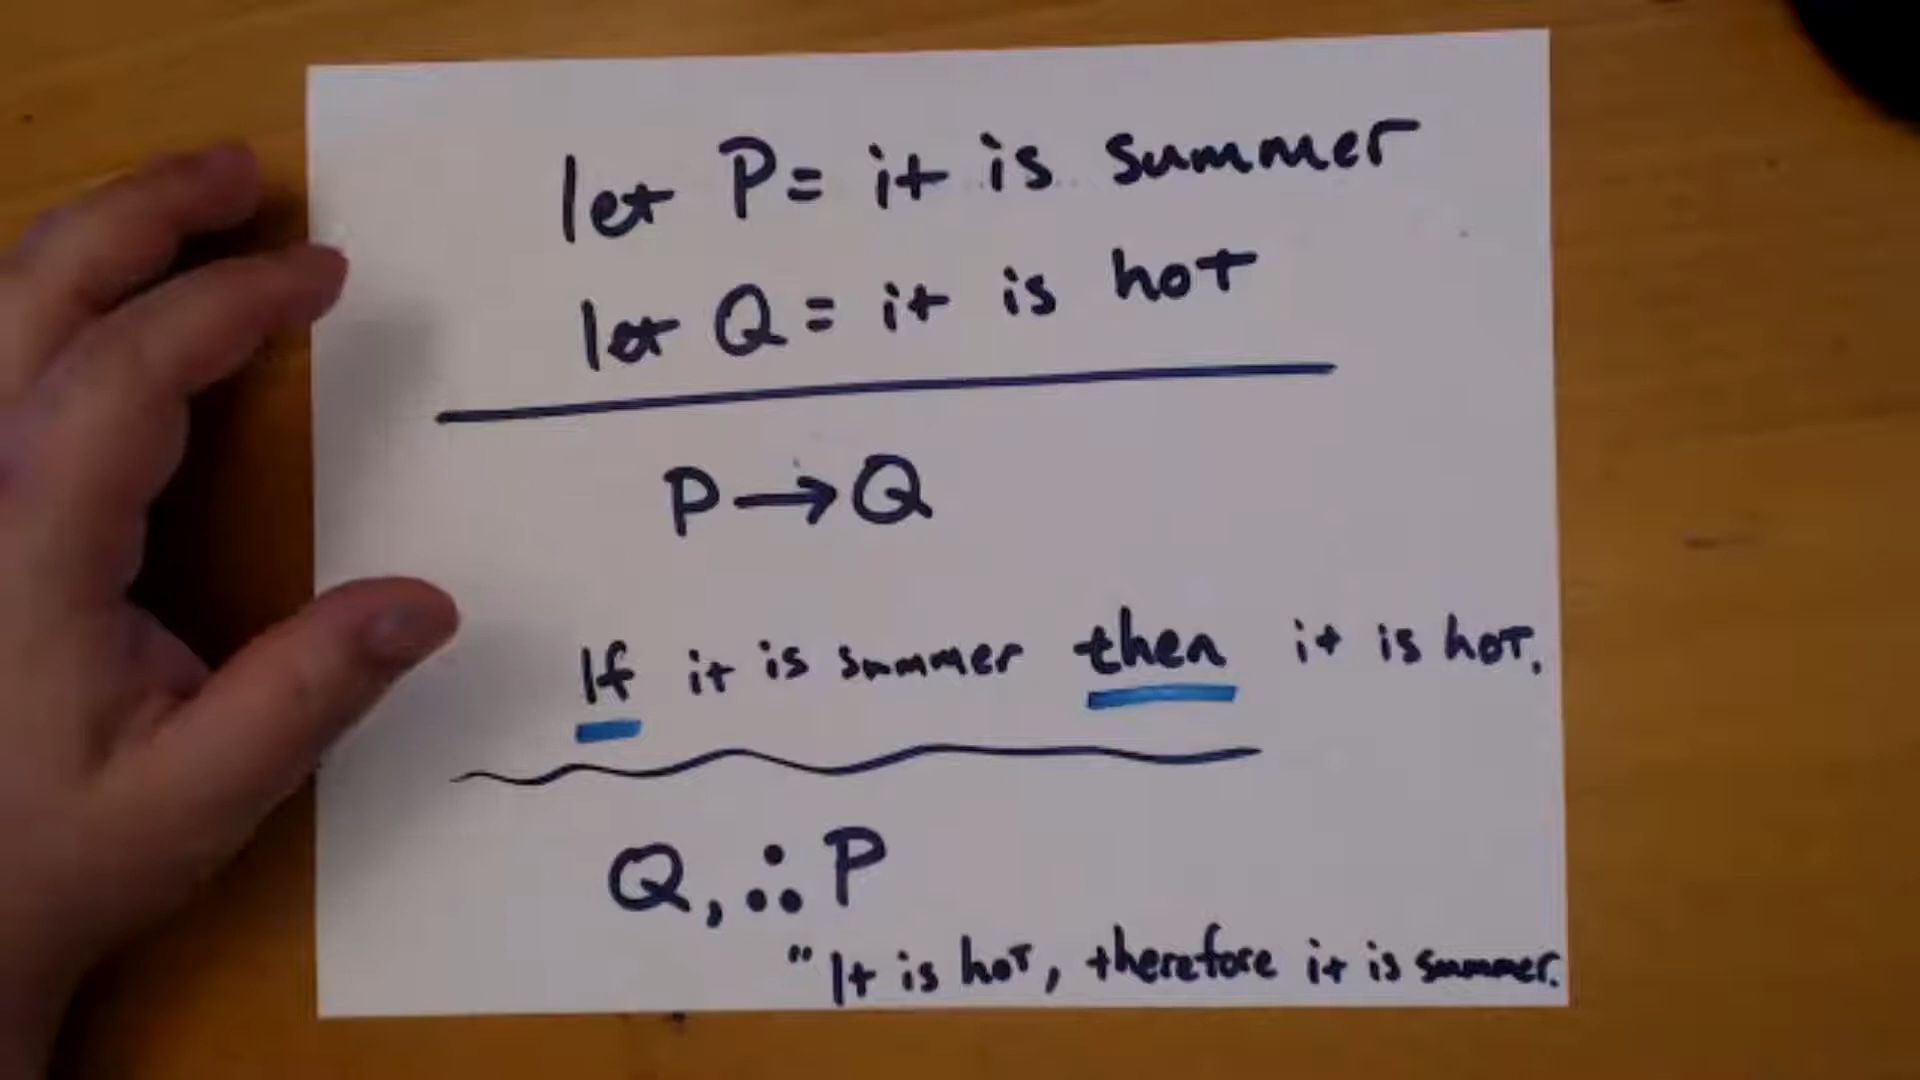 let P = it is summer
let Q = it is hot
P → Q
If it is summer then it is hot.
Q, ∴ P
"It is hot, therefore it is summer.